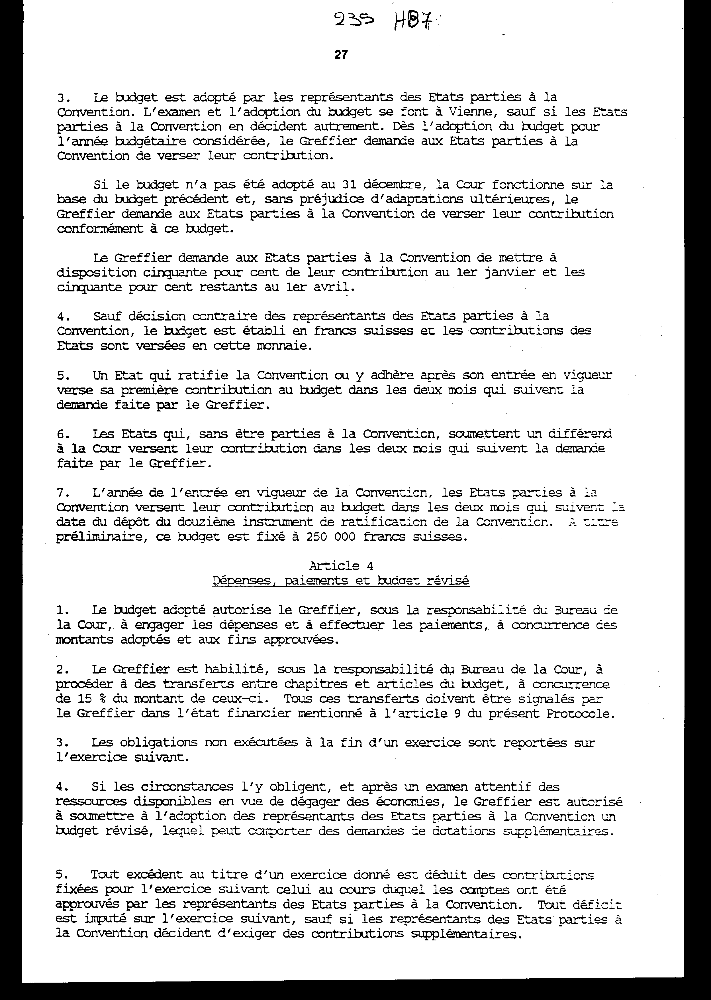 235 HB7
27
3. Le budget est adopté par les représentants des Etats parties à la
Convention. L'examen et l'adoption du budget se font à Vienne, sauf si les Etats
parties à la Convention en décident autrement. Dès l'adoption du budget pour
l'année budgétaire considérée, le Greffier demande aux Etats parties à la
Convention de verser leur contribution.
Si le budget n'a pas été adopté au 31 décembre, la Cour fonctionne sur la
base du budget précédent et, sans préjudice d'adaptations ultérieures, le
Greffier demande aux Etats parties à la Convention de verser leur contribution
conformément à ce budget.
Le Greffier demande aux Etats parties à la Convention de mettre à
disposition cinquante pour cent de leur contribution au 1er janvier et les
cinquante pour cent restants au 1er avril.
4. Sauf décision contraire des représentants des Etats parties à la
Convention, le budget est établi en francs suisses et les contributions des
Etats sont versées en cette monnaie.
5. Un Etat qui ratifie la Convention ou y adhère après son entrée en vigueur
verse sa première contribution au budget dans les deux mois qui suivent la
demande faite par le Greffier.
6. Les Etats qui, sans être parties à la Convention, soumettent un différend
à la Cour versent leur contribution dans les deux mois qui suivent la demande
faite par le Greffier.
7. L'année de l'entrée en vigueur de la Convention, les Etats parties à la
Convention versent leur contribution au budget dans les deux mois qui suivent la
date du dépôt du douzième instrument de ratification de la Convention. A titre
préliminaire, ce budget est fixé à 250 000 francs suisses.
Article 4
Dépenses, paiements et budget révisé
1. Le budget adopté autorise le Greffier, sous la responsabilité du Bureau de
la Cour, à engager les dépenses et à effectuer les paiements, à concurrence des
montants adoptés et aux fins approuvées.
2. Le Greffier est habilité, sous la responsabilité du Bureau de la Cour, à
procéder à des transferts entre chapitres et articles du budget, à concurrence
de 15 % du montant de ceux-ci. Tous ces transferts doivent être signalés par
le Greffier dans l'état financier mentionné à l'article 9 du présent Protocole.
3. Les obligations non exécutées à la fin d'un exercice sont reportées sur
l'exercice suivant.
4. Si les circonstances l'y obligent, et après un examen attentif des
ressources disponibles en vue de dégager des économies, le Greffier est autorisé
à soumettre à l'adoption des représentants des Etats parties à la Convention un
budget révisé, lequel peut comporter des demandes de dotations supplémentaires.
5. Tout excédent au titre d'un exercice donné est déduit des contributions
fixées pour l'exercice suivant celui au cours duquel les comptes ont été
approuvés par les représentants des Etats parties à la Convention. Tout déficit
est imputé sur l'exercice suivant, sauf si les représentants des Etats parties à
la Convention décident d'exiger des contributions supplémentaires.